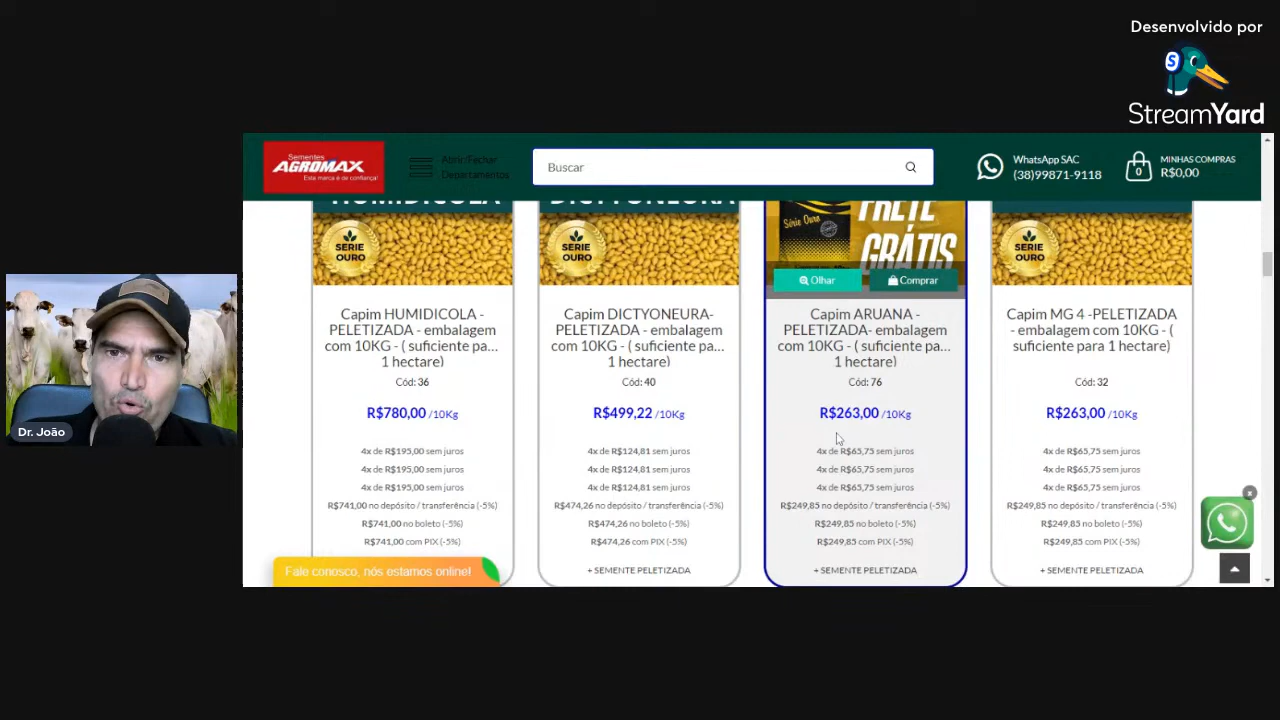 Desenvolvido por
StreamYard
Sementes
AGROMAX
Esta marca é de confiança!
Abrir/Fechar
Departamentos
Buscar
WhatsApp SAC
(38)99871-9118
0
MINHAS COMPRAS
R$0,00
HUMIDICOLA
SÉRIE
OURO
Capim HUMIDICOLA -
PELETIZADA - embalagem
com 10KG - ( suficiente pa...
1 hectare)
Cód: 36
R$780,00 /10Kg
4x de R$195,00 sem juros
4x de R$195,00 sem juros
4x de R$195,00 sem juros
R$741,00 no depósito / transferência (-5%)
R$741,00 no boleto (-5%)
R$741,00 com PIX (-5%)
DICTYONEURA
SÉRIE
OURO
Capim DICTYONEURA-
PELETIZADA - embalagem
com 10KG - ( suficiente pa...
1 hectare)
Cód: 40
R$499,22 /10Kg
4x de R$124,81 sem juros
4x de R$124,81 sem juros
4x de R$124,81 sem juros
R$474,26 no depósito / transferência (-5%)
R$474,26 no boleto (-5%)
R$474,26 com PIX (-5%)
+ SEMENTE PELETIZADA
Série Ouro
FRETE
GRÁTIS
Olhar
Comprar
Capim ARUANA -
PELETIZADA- embalagem
com 10KG - ( suficiente pa...
1 hectare)
Cód: 76
R$263,00 /10Kg
4x de R$65,75 sem juros
4x de R$65,75 sem juros
4x de R$65,75 sem juros
R$249,85 no depósito / transferência (-5%)
R$249,85 no boleto (-5%)
R$249,85 com PIX (-5%)
+ SEMENTE PELETIZADA
SÉRIE
OURO
Capim MG 4 -PELETIZADA
- embalagem com 10KG - (
suficiente para 1 hectare)
Cód: 32
R$263,00 /10Kg
4x de R$65,75 sem juros
4x de R$65,75 sem juros
4x de R$65,75 sem juros
R$249,85 no depósito / transferência (-5%)
R$249,85 no boleto (-5%)
R$249,85 com PIX (-5%)
+ SEMENTE PELETIZADA
x
Dr. João
Fale conosco, nós estamos online!